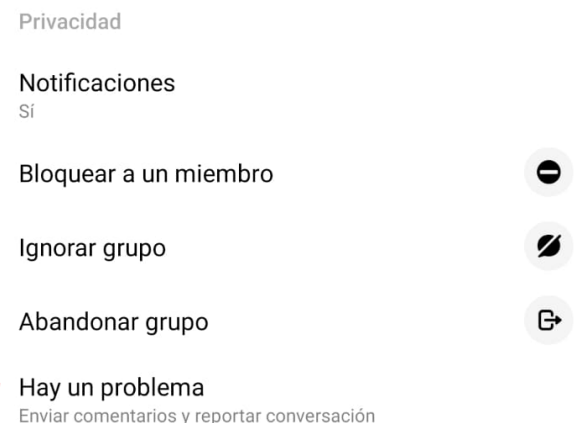 Privacidad
Notificaciones
Sí
Bloquear a un miembro
Ignorar grupo
Abandonar grupo
Hay un problema
Enviar comentarios y reportar conversación